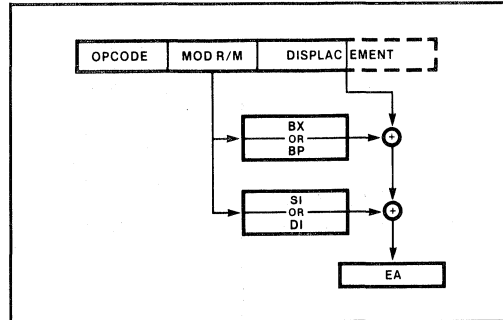 OPCODE MOD R/M DISPLACEMENT
BX
OR
BP
+
SI
OR
DI
+
EA